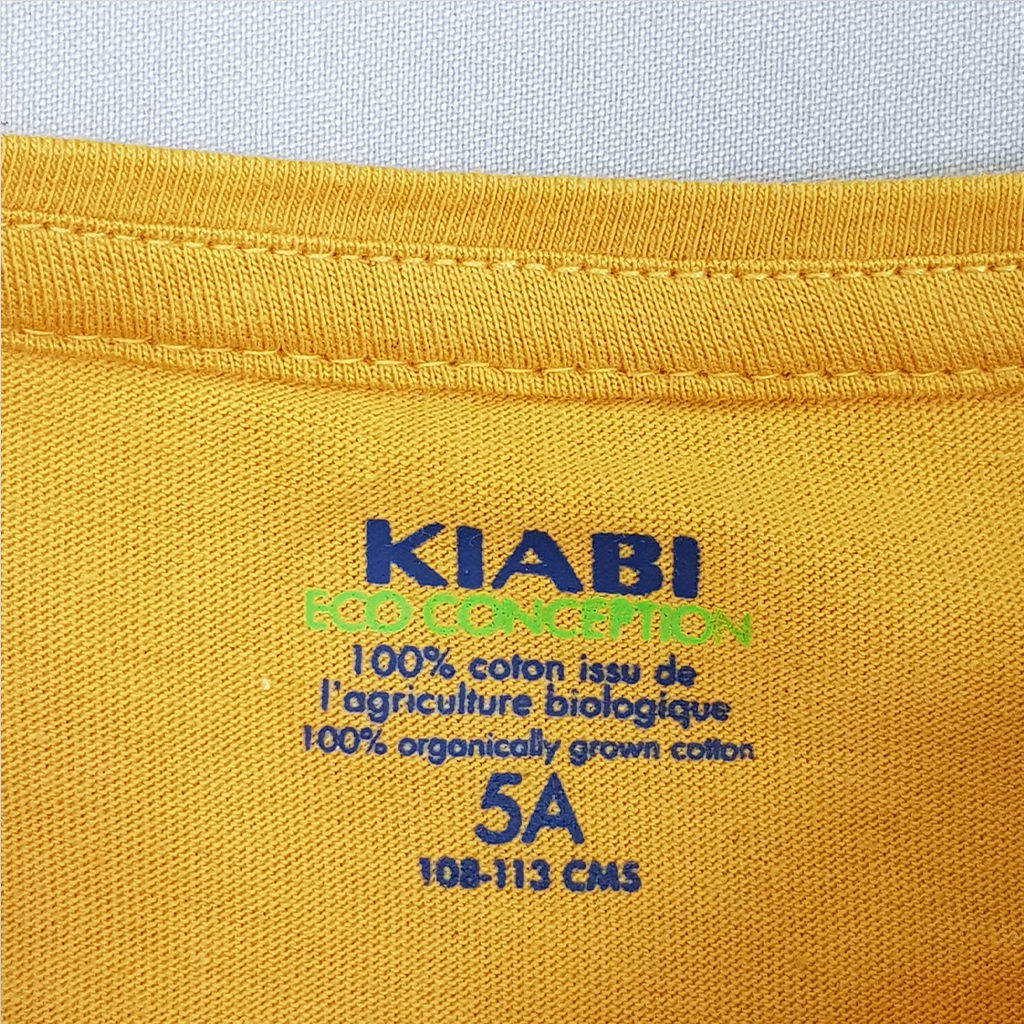 KIABI
ECO CONCEPTION
100% coton issu de
l'agriculture biologique
100% organically grown cotton
5A
108-113 CMS